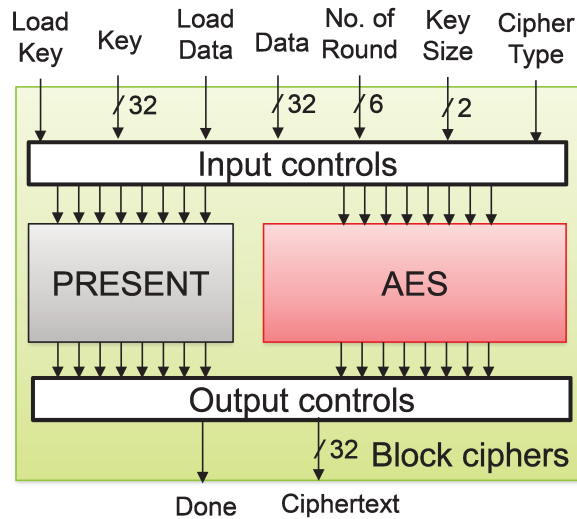 Load Key
Key
Load Data
Data
No. of Round
Key Size
Cipher Type
/32
/32
/6
/2
Input controls
PRESENT
AES
Output controls
/32
Block ciphers
Done
Ciphertext